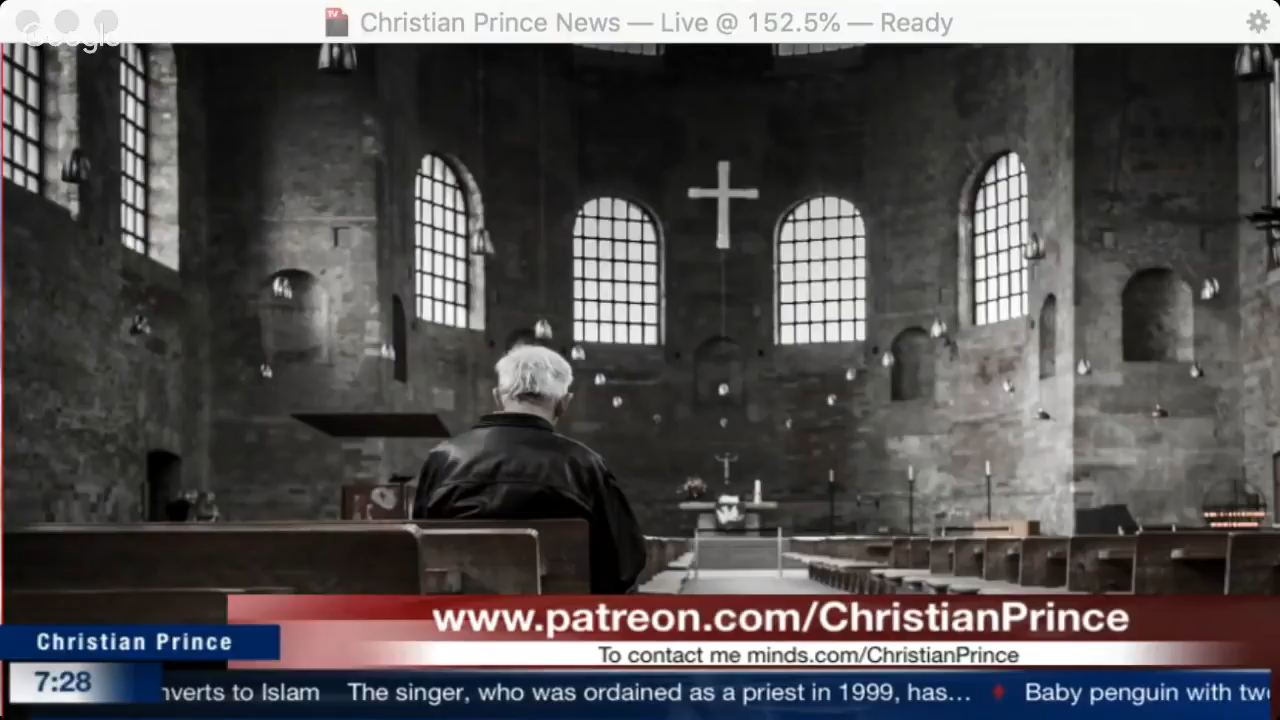 Christian Prince News — Live @ 152.5% — Ready
Google
www.patreon.com/ChristianPrince
Christian Prince
To contact me minds.com/ChristianPrince
7:28
nverts to Islam The singer, who was ordained as a priest in 1999, has... ♦ Baby penguin with tw